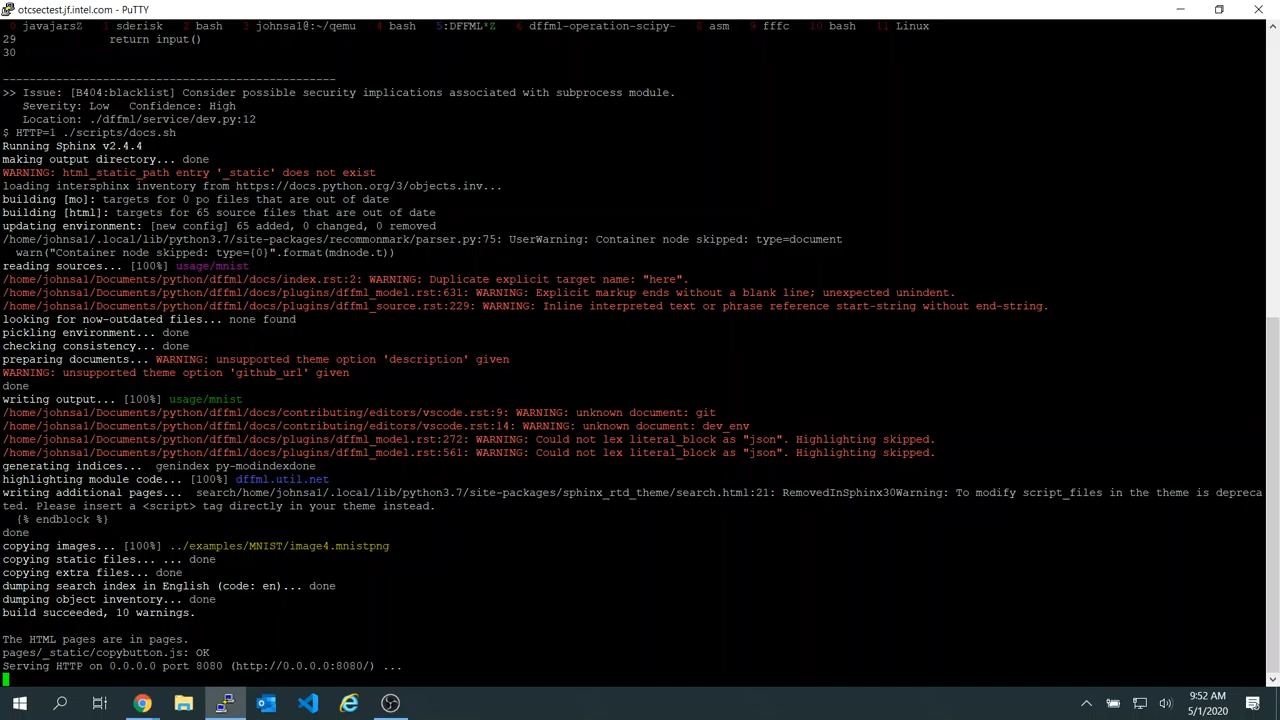 otcsectest.jf.intel.com - PuTTY
0 javajarsZ 1 sderisk 2 bash 3 johnsa1@:~/qemu 4 bash 5:DFFML*Z 6 dffml-operation-scipy- 8 asm 9 fffc 10 bash 11 Linux
29 return input()
30
--------------------------------------------------
>> Issue: [B404:blacklist] Consider possible security implications associated with subprocess module.
Severity: Low Confidence: High
Location: ./dffml/service/dev.py:12
$ HTTP=1 ./scripts/docs.sh
Running Sphinx v2.4.4
making output directory... done
WARNING: html_static_path entry '_static' does not exist
loading intersphinx inventory from https://docs.python.org/3/objects.inv...
building [mo]: targets for 0 po files that are out of date
building [html]: targets for 65 source files that are out of date
updating environment: [new config] 65 added, 0 changed, 0 removed
/home/johnsa1/.local/lib/python3.7/site-packages/recommonmark/parser.py:75: UserWarning: Container node skipped: type=document
warn("Container node skipped: type={0}".format(mdnode.t))
reading sources... [100%] usage/mnist
/home/johnsa1/Documents/python/dffml/docs/index.rst:2: WARNING: Duplicate explicit target name: "here".
/home/johnsa1/Documents/python/dffml/docs/plugins/dffml_model.rst:631: WARNING: Explicit markup ends without a blank line; unexpected unindent.
/home/johnsa1/Documents/python/dffml/docs/plugins/dffml_source.rst:229: WARNING: Inline interpreted text or phrase reference start-string without end-string.
looking for now-outdated files... none found
pickling environment... done
checking consistency... done
preparing documents... WARNING: unsupported theme option 'description' given
WARNING: unsupported theme option 'github_url' given
done
writing output... [100%] usage/mnist
/home/johnsa1/Documents/python/dffml/docs/contributing/editors/vscode.rst:9: WARNING: unknown document: git
/home/johnsa1/Documents/python/dffml/docs/contributing/editors/vscode.rst:14: WARNING: unknown document: dev_env
/home/johnsa1/Documents/python/dffml/docs/plugins/dffml_model.rst:272: WARNING: Could not lex literal_block as "json". Highlighting skipped.
/home/johnsa1/Documents/python/dffml/docs/plugins/dffml_model.rst:561: WARNING: Could not lex literal_block as "json". Highlighting skipped.
generating indices... genindex py-modindexdone
highlighting module code... [100%] dffml.util.net
writing additional pages... search/home/johnsa1/.local/lib/python3.7/site-packages/sphinx_rtd_theme/search.html:21: RemovedInSphinx30Warning: To modify script_files in the theme is depreca
ted. Please insert a <script> tag directly in your theme instead.
{% endblock %}
done
copying images... [100%] ../examples/MNIST/image4.mnistpng
copying static files... ... done
copying extra files... done
dumping search index in English (code: en)... done
dumping object inventory... done
build succeeded, 10 warnings.
The HTML pages are in pages.
pages/_static/copybutton.js: OK
Serving HTTP on 0.0.0.0 port 8080 (http://0.0.0.0:8080/) ...
9:52 AM
5/1/2020